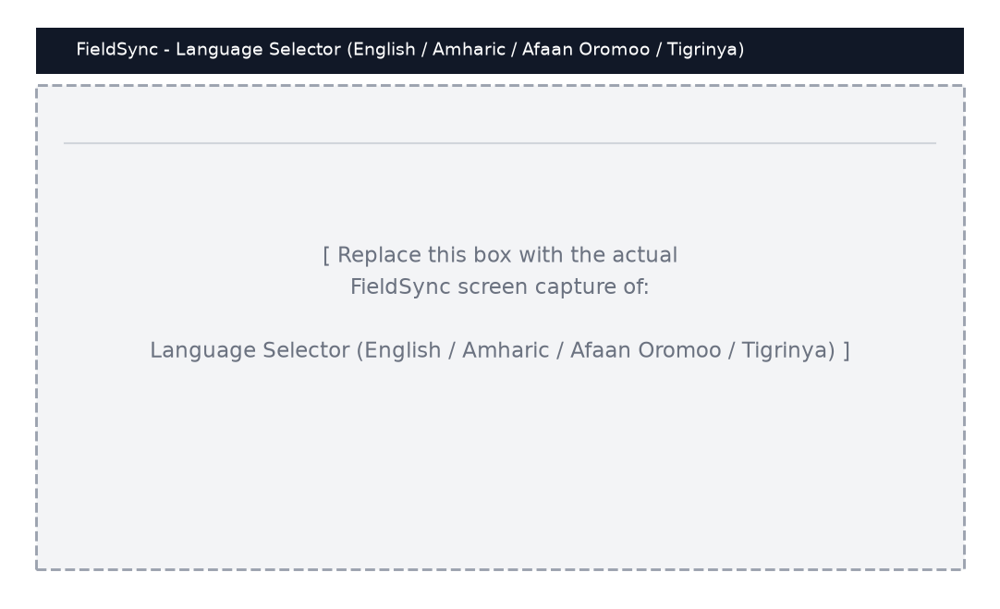 FieldSync - Language Selector (English / Amharic / Afaan Oromoo / Tigrinya)
[ Replace this box with the actual
FieldSync screen capture of:
Language Selector (English / Amharic / Afaan Oromoo / Tigrinya) ]